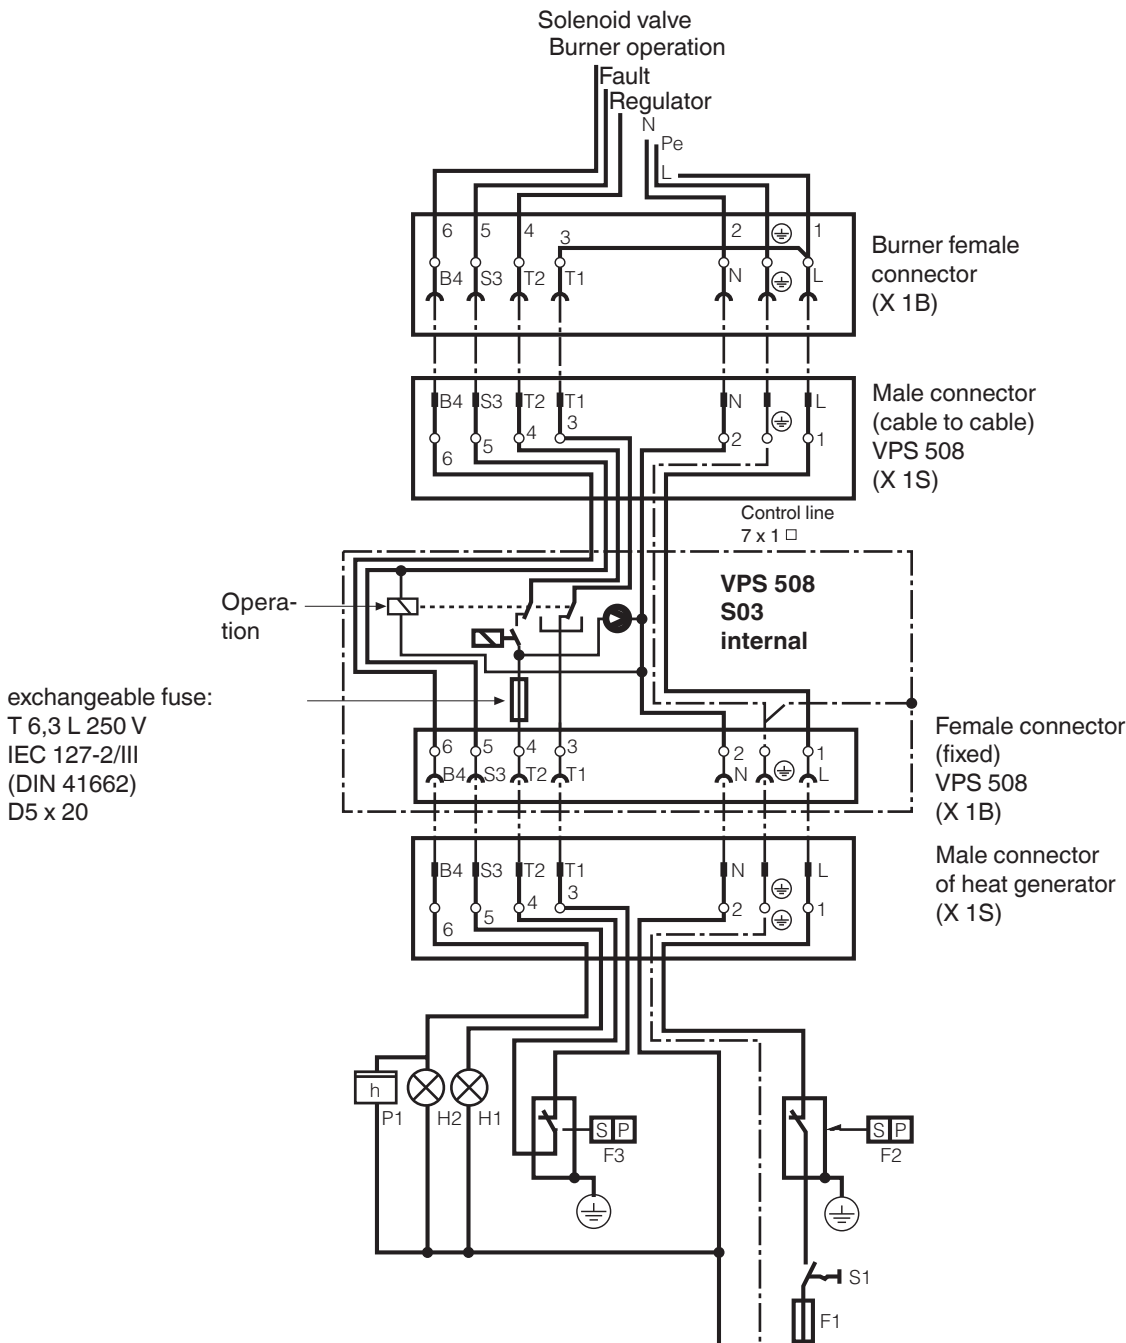 Solenoid valve
Burner operation
Fault
Regulator
N
Pe
L
6 5 4 3 2 1
B4 S3 T2 T1 N L
Burner female
connector
(X 1B)
B4 S3 T2 T1 N L
6 5 4 3 2 1
Male connector
(cable to cable)
VPS 508
(X 1S)
Control line
7 x 1 □
VPS 508
S03
internal
Opera-
tion
exchangeable fuse:
T 6,3 L 250 V
IEC 127-2/III
(DIN 41662)
D5 x 20
6 5 4 3 2 1
B4 S3 T2 T1 N L
Female connector
(fixed)
VPS 508
(X 1B)
B4 S3 T2 T1 N L
6 5 4 3 2 1
Male connector
of heat generator
(X 1S)
h
P1 H2 H1
S P
F3
S P
F2
S1
F1